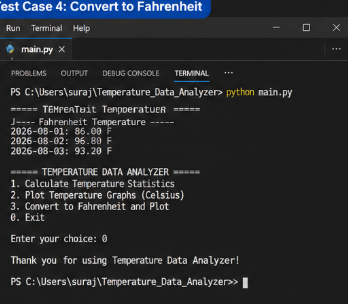 Test Case 4: Convert to Fahrenheit
Run Terminal Help
main.py ×
PROBLEMS OUTPUT DEBUG CONSOLE TERMINAL ...
PS C:\Users\suraj\Temperature_Data_Analyzer> python main.py
===== =====
---- Fahrenheit Temperature -----
2026-08-01: 86.00 F
2026-08-02: 96.80 F
2026-08-03: 93.20 F
===== TEMPERATURE DATA ANALYZER =====
1. Calculate Temperature Statistics
2. Plot Temperature Graphs (Celsius)
3. Convert to Fahrenheit and Plot
0. Exit
Enter your choice: 0
Thank you for using Temperature Data Analyzer!
PS C:\Users\suraj\Temperature_Data_Analyzer>>